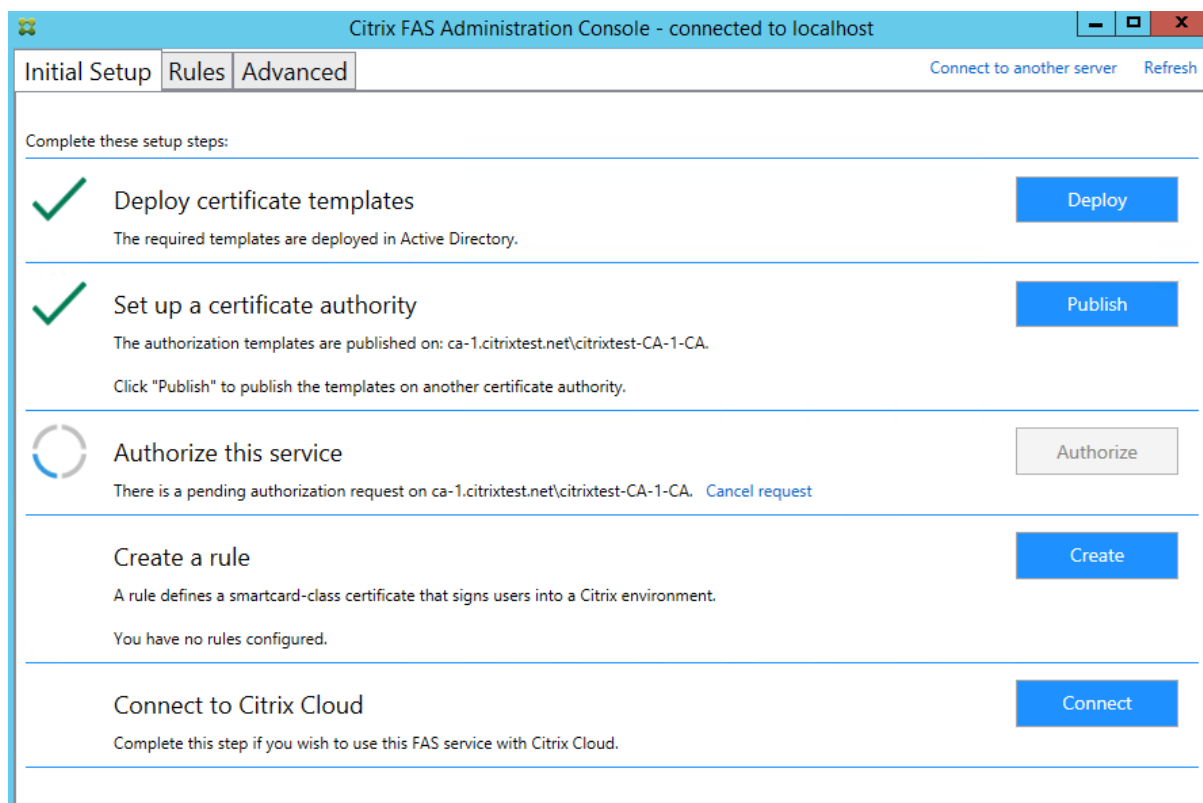 Citrix FAS Administration Console - connected to localhost
Initial Setup Rules Advanced Connect to another server Refresh
Complete these setup steps:
Deploy certificate templates Deploy
The required templates are deployed in Active Directory.
Set up a certificate authority Publish
The authorization templates are published on: ca-1.citrixtest.net\citrixtest-CA-1-CA.
Click "Publish" to publish the templates on another certificate authority.
Authorize this service Authorize
There is a pending authorization request on ca-1.citrixtest.net\citrixtest-CA-1-CA. Cancel request
Create a rule Create
A rule defines a smartcard-class certificate that signs users into a Citrix environment.
You have no rules configured.
Connect to Citrix Cloud Connect
Complete this step if you wish to use this FAS service with Citrix Cloud.